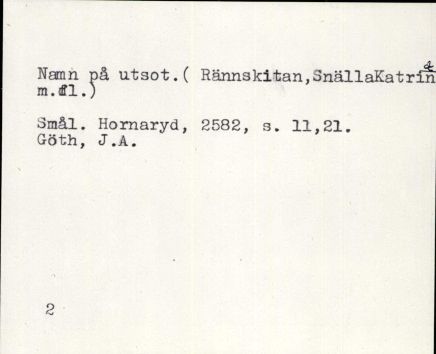 Namn på utsot.( Rännskitan,SnällaKatrin &
m.fl.)
Smål. Hornaryd, 2582, s. 11,21.
Göth, J.A.
2